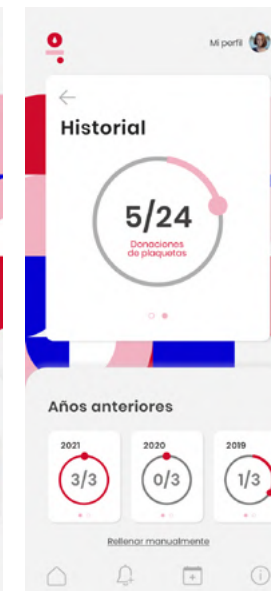 Mi perfil
Historial
5/24
Donaciones
de plaquetas
Años anteriores
2021
2020
2019
3/3
0/3
1/3
Rellenar manualmente